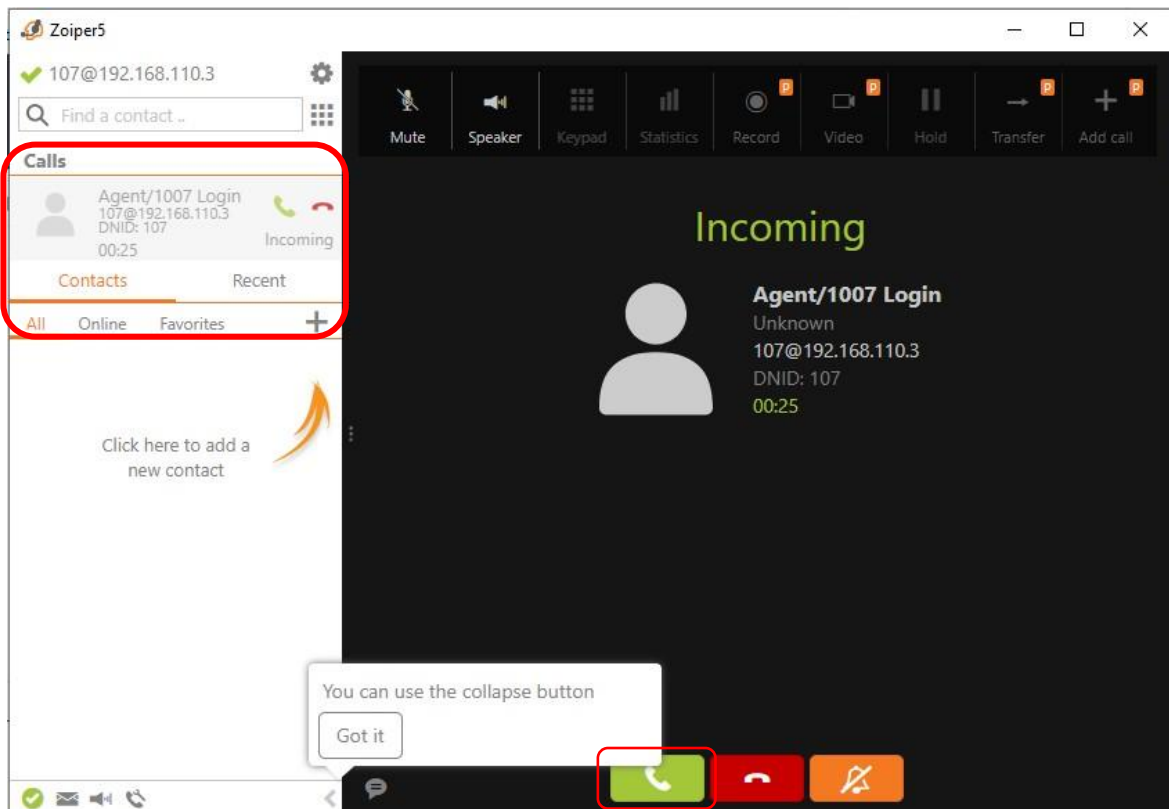 Zoiper5
107@192.168.110.3
Find a contact ..
Calls
Agent/1007 Login
107@192.168.110.3
DNID: 107
00:25
Incoming
Contacts Recent
All Online Favorites
Click here to add a
new contact
Mute Speaker Keypad Statistics Record P Video P Hold Transfer P Add call P
Incoming
Agent/1007 Login
Unknown
107@192.168.110.3
DNID: 107
00:25
You can use the collapse button
Got it